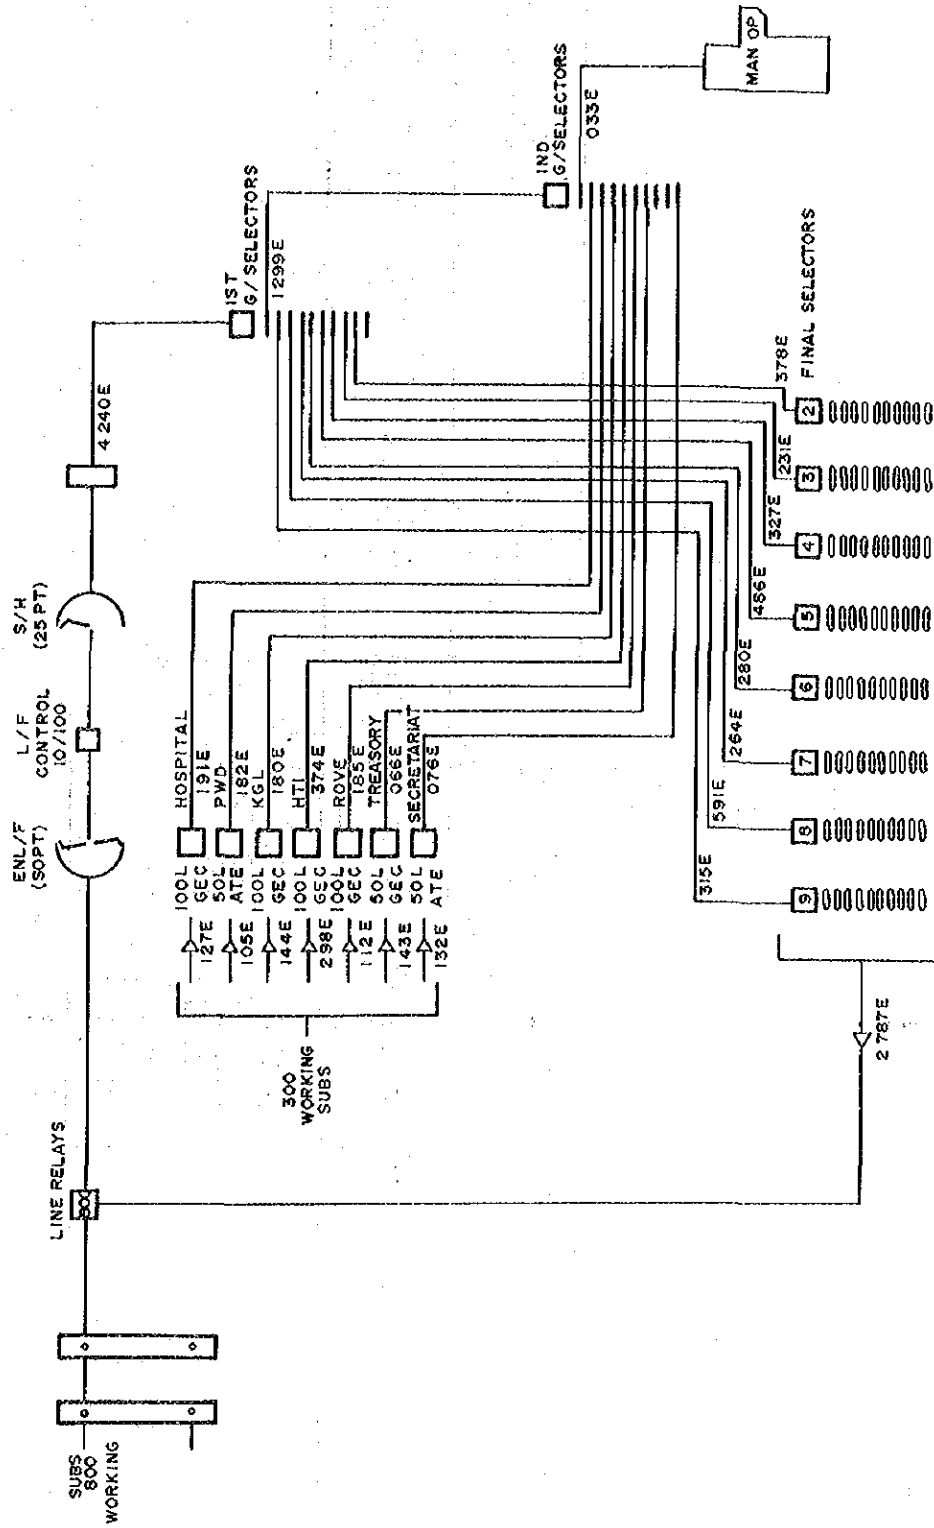 SUBS
800
WORKING
LINE RELAYS
800
ENL/F
(SOPT)
L/F
CONTROL
10/100
S/H
(25 PT)
4 240E
IST
G/SELECTORS
1299E
IND
G/SELECTORS
033E
MAN OP
300
WORKING
SUBS
127E
100L
GEC
HOSPITAL
191E
105E
50L
ATE
PWD
182E
144E
100L
GEC
KGL
180E
298E
100L
GEC
HTI
374E
112E
100L
GEC
ROVE
185E
143E
50L
GEC
TREASORY
066E
132E
50L
ATE
SECRETARIAT
076E
315E
591E
264E
280E
486E
327E
231E
378E
9
8
7
6
5
4
3
2
FINAL SELECTORS
2 787E